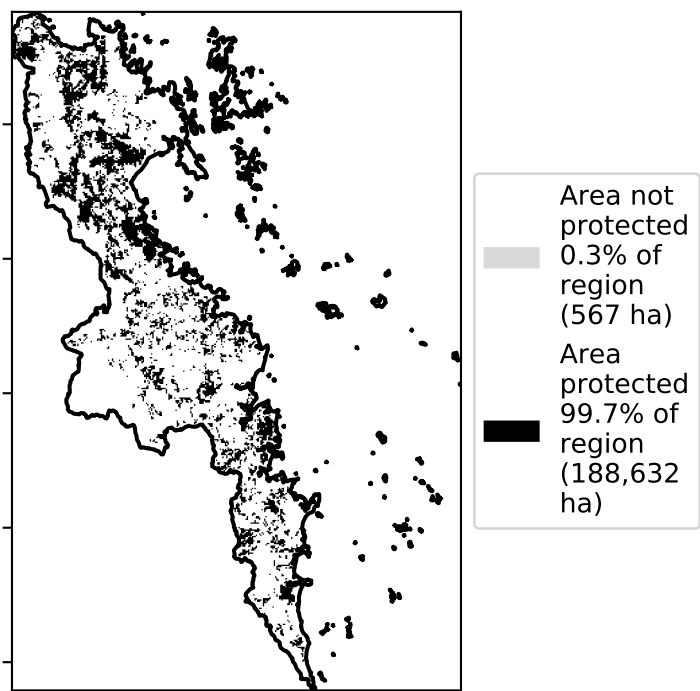 Area not
protected
0.3% of
region
(567 ha)
Area
protected
99.7% of
region
(188,632
ha)